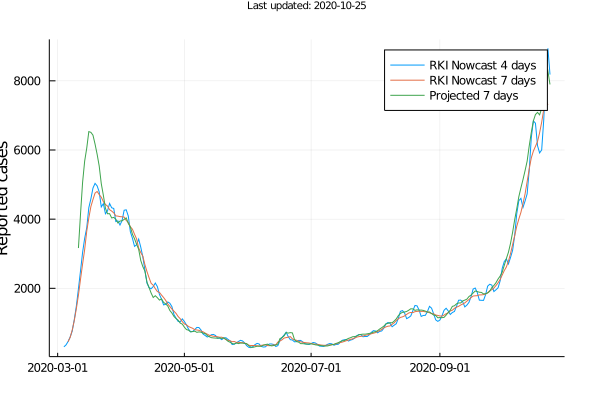 Last updated: 2020-10-25
RKI Nowcast 4 days
RKI Nowcast 7 days
Projected 7 days
8000
6000
4000
2000
Reported cases
2020-03-01 2020-05-01 2020-07-01 2020-09-01